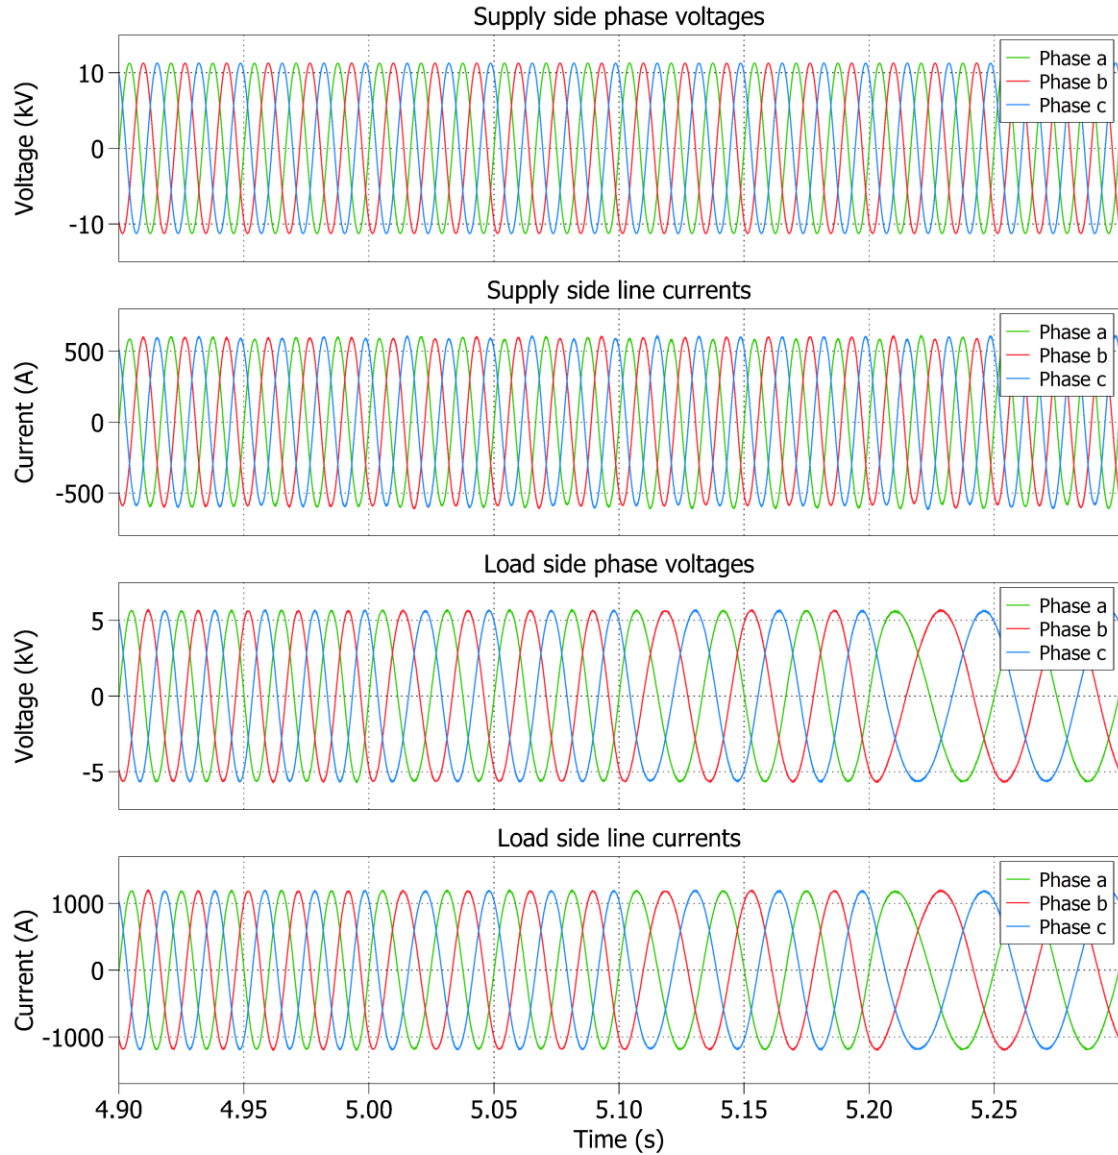 Supply side phase voltages
Voltage (kV)
10
0
-10
Phase a
Phase b
Phase c
Supply side line currents
Current (A)
500
0
-500
Phase a
Phase b
Phase c
Load side phase voltages
Voltage (kV)
5
0
-5
Phase a
Phase b
Phase c
Load side line currents
Current (A)
1000
0
-1000
Phase a
Phase b
Phase c
4.90 4.95 5.00 5.05 5.10 5.15 5.20 5.25
Time (s)